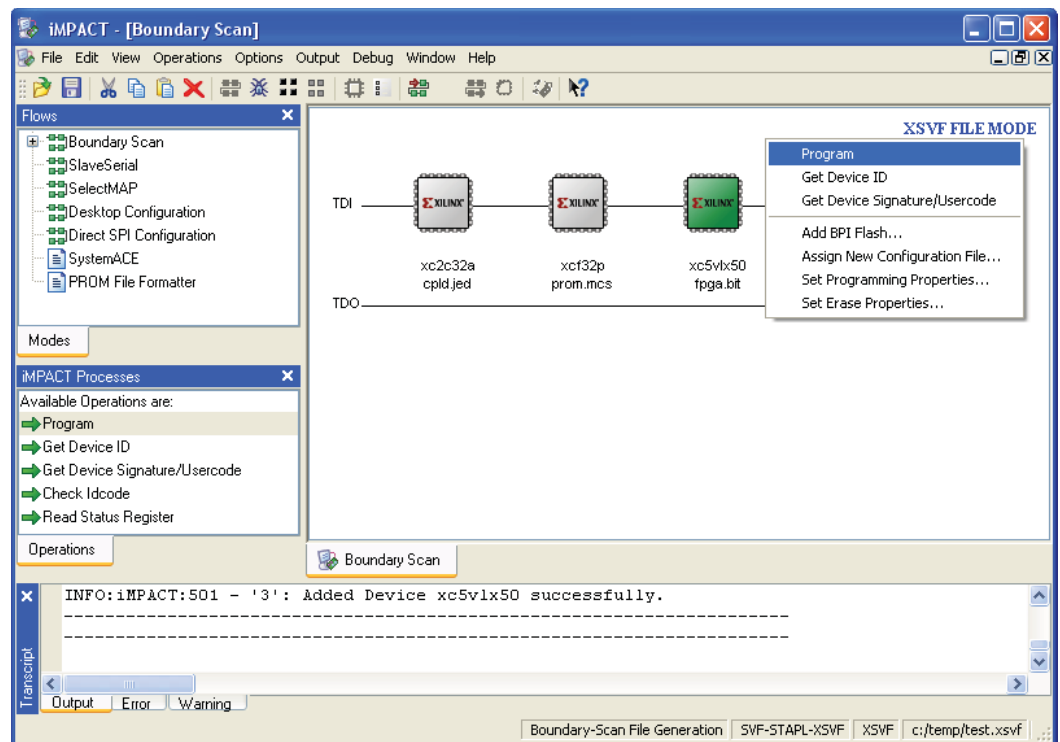 iMPACT - [Boundary Scan]
File Edit View Operations Options Output Debug Window Help
Flows
Boundary Scan
SlaveSerial
SelectMAP
Desktop Configuration
Direct SPI Configuration
SystemACE
PROM File Formatter
Modes
iMPACT Processes
Available Operations are:
Program
Get Device ID
Get Device Signature/Usercode
Check Idcode
Read Status Register
Operations
XSVF FILE MODE
TDI
XILINX
XILINX
XILINX
xc2c32a
cpld.jed
xcf32p
prom.mcs
xc5vlx50
fpga.bit
TDO
Program
Get Device ID
Get Device Signature/Usercode
Add BPI Flash...
Assign New Configuration File...
Set Programming Properties...
Set Erase Properties...
Boundary Scan
Transcript
INFO:iMPACT:501 - '3': Added Device xc5vlx50 successfully.
----------------------------------------------------------------------
----------------------------------------------------------------------
Output Error Warning
Boundary-Scan File Generation SVF-STAPL-XSVF XSVF c:/temp/test.xsvf